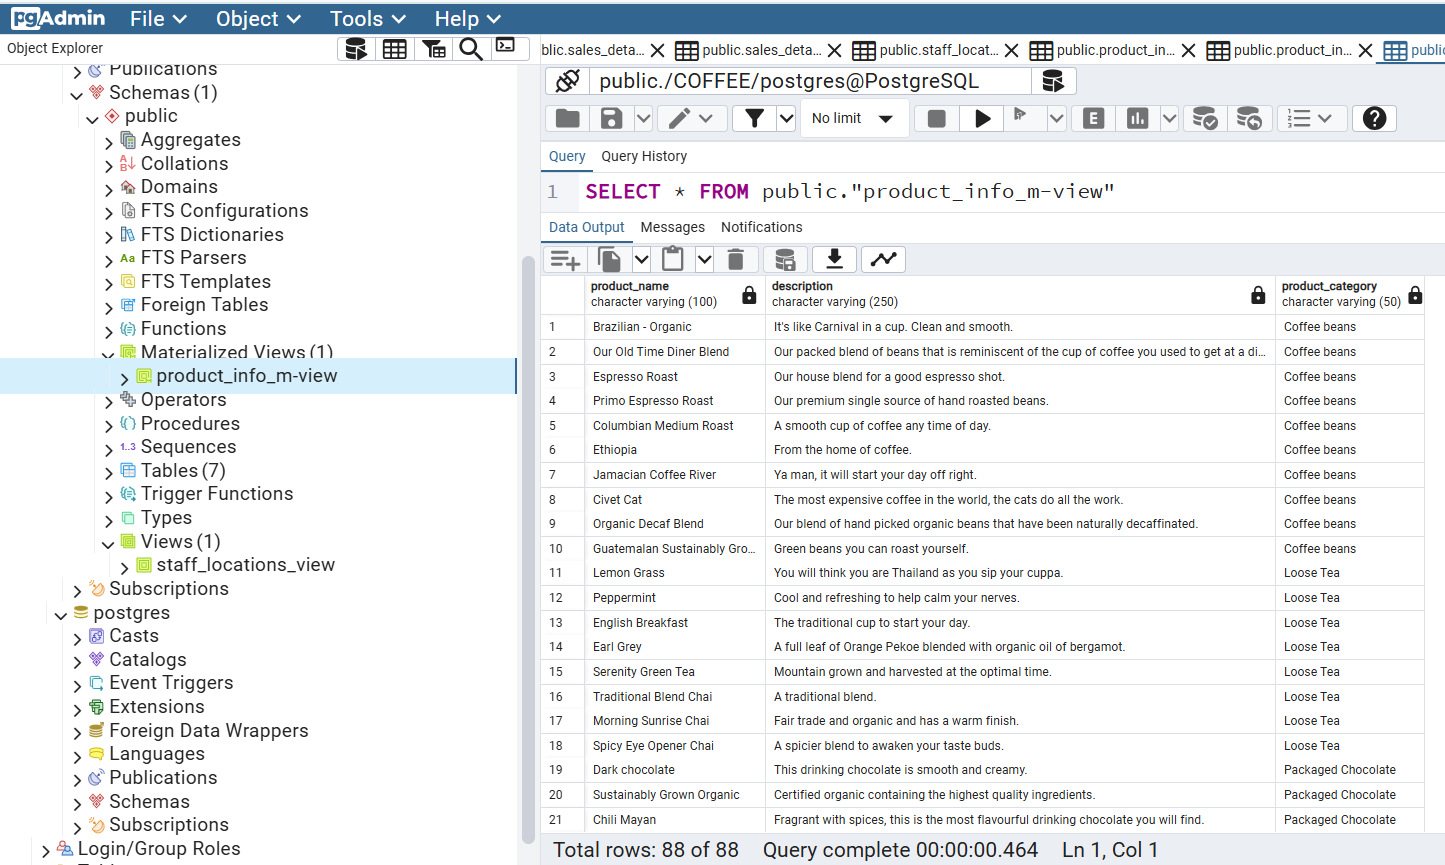 pgAdmin File Object Tools Help
Object Explorer
Publications
Schemas (1)
public
Aggregates
Collations
Domains
FTS Configurations
FTS Dictionaries
Aa FTS Parsers
FTS Templates
Foreign Tables
Functions
Materialized Views (1)
product_info_m-view
Operators
Procedures
1..3 Sequences
Tables (7)
Trigger Functions
Types
Views (1)
staff_locations_view
Subscriptions
postgres
Casts
Catalogs
Event Triggers
Extensions
Foreign Data Wrappers
Languages
Publications
Schemas
Subscriptions
Login/Group Roles
blic.sales_deta... public.sales_deta... public.staff_locat... public.product_in... public.product_in... public
public./COFFEE/postgres@PostgreSQL
No limit E
Query Query History
1 SELECT * FROM public."product_info_m-view"
Data Output Messages Notifications
product_name description product_category
character varying (100) character varying (250) character varying (50)
1 Brazilian - Organic It's like Carnival in a cup. Clean and smooth. Coffee beans
2 Our Old Time Diner Blend Our packed blend of beans that is reminiscent of the cup of coffee you used to get at a di... Coffee beans
3 Espresso Roast Our house blend for a good espresso shot. Coffee beans
4 Primo Espresso Roast Our premium single source of hand roasted beans. Coffee beans
5 Columbian Medium Roast A smooth cup of coffee any time of day. Coffee beans
6 Ethiopia From the home of coffee. Coffee beans
7 Jamacian Coffee River Ya man, it will start your day off right. Coffee beans
8 Civet Cat The most expensive coffee in the world, the cats do all the work. Coffee beans
9 Organic Decaf Blend Our blend of hand picked organic beans that have been naturally decaffinated. Coffee beans
10 Guatemalan Sustainably Gro... Green beans you can roast yourself. Coffee beans
11 Lemon Grass You will think you are Thailand as you sip your cuppa. Loose Tea
12 Peppermint Cool and refreshing to help calm your nerves. Loose Tea
13 English Breakfast The traditional cup to start your day. Loose Tea
14 Earl Grey A full leaf of Orange Pekoe blended with organic oil of bergamot. Loose Tea
15 Serenity Green Tea Mountain grown and harvested at the optimal time. Loose Tea
16 Traditional Blend Chai A traditional blend. Loose Tea
17 Morning Sunrise Chai Fair trade and organic and has a warm finish. Loose Tea
18 Spicy Eye Opener Chai A spicier blend to awaken your taste buds. Loose Tea
19 Dark chocolate This drinking chocolate is smooth and creamy. Packaged Chocolate
20 Sustainably Grown Organic Certified organic containing the highest quality ingredients. Packaged Chocolate
21 Chili Mayan Fragrant with spices, this is the most flavourful drinking chocolate you will find. Packaged Chocolate
Total rows: 88 of 88 Query complete 00:00:00.464 Ln 1, Col 1